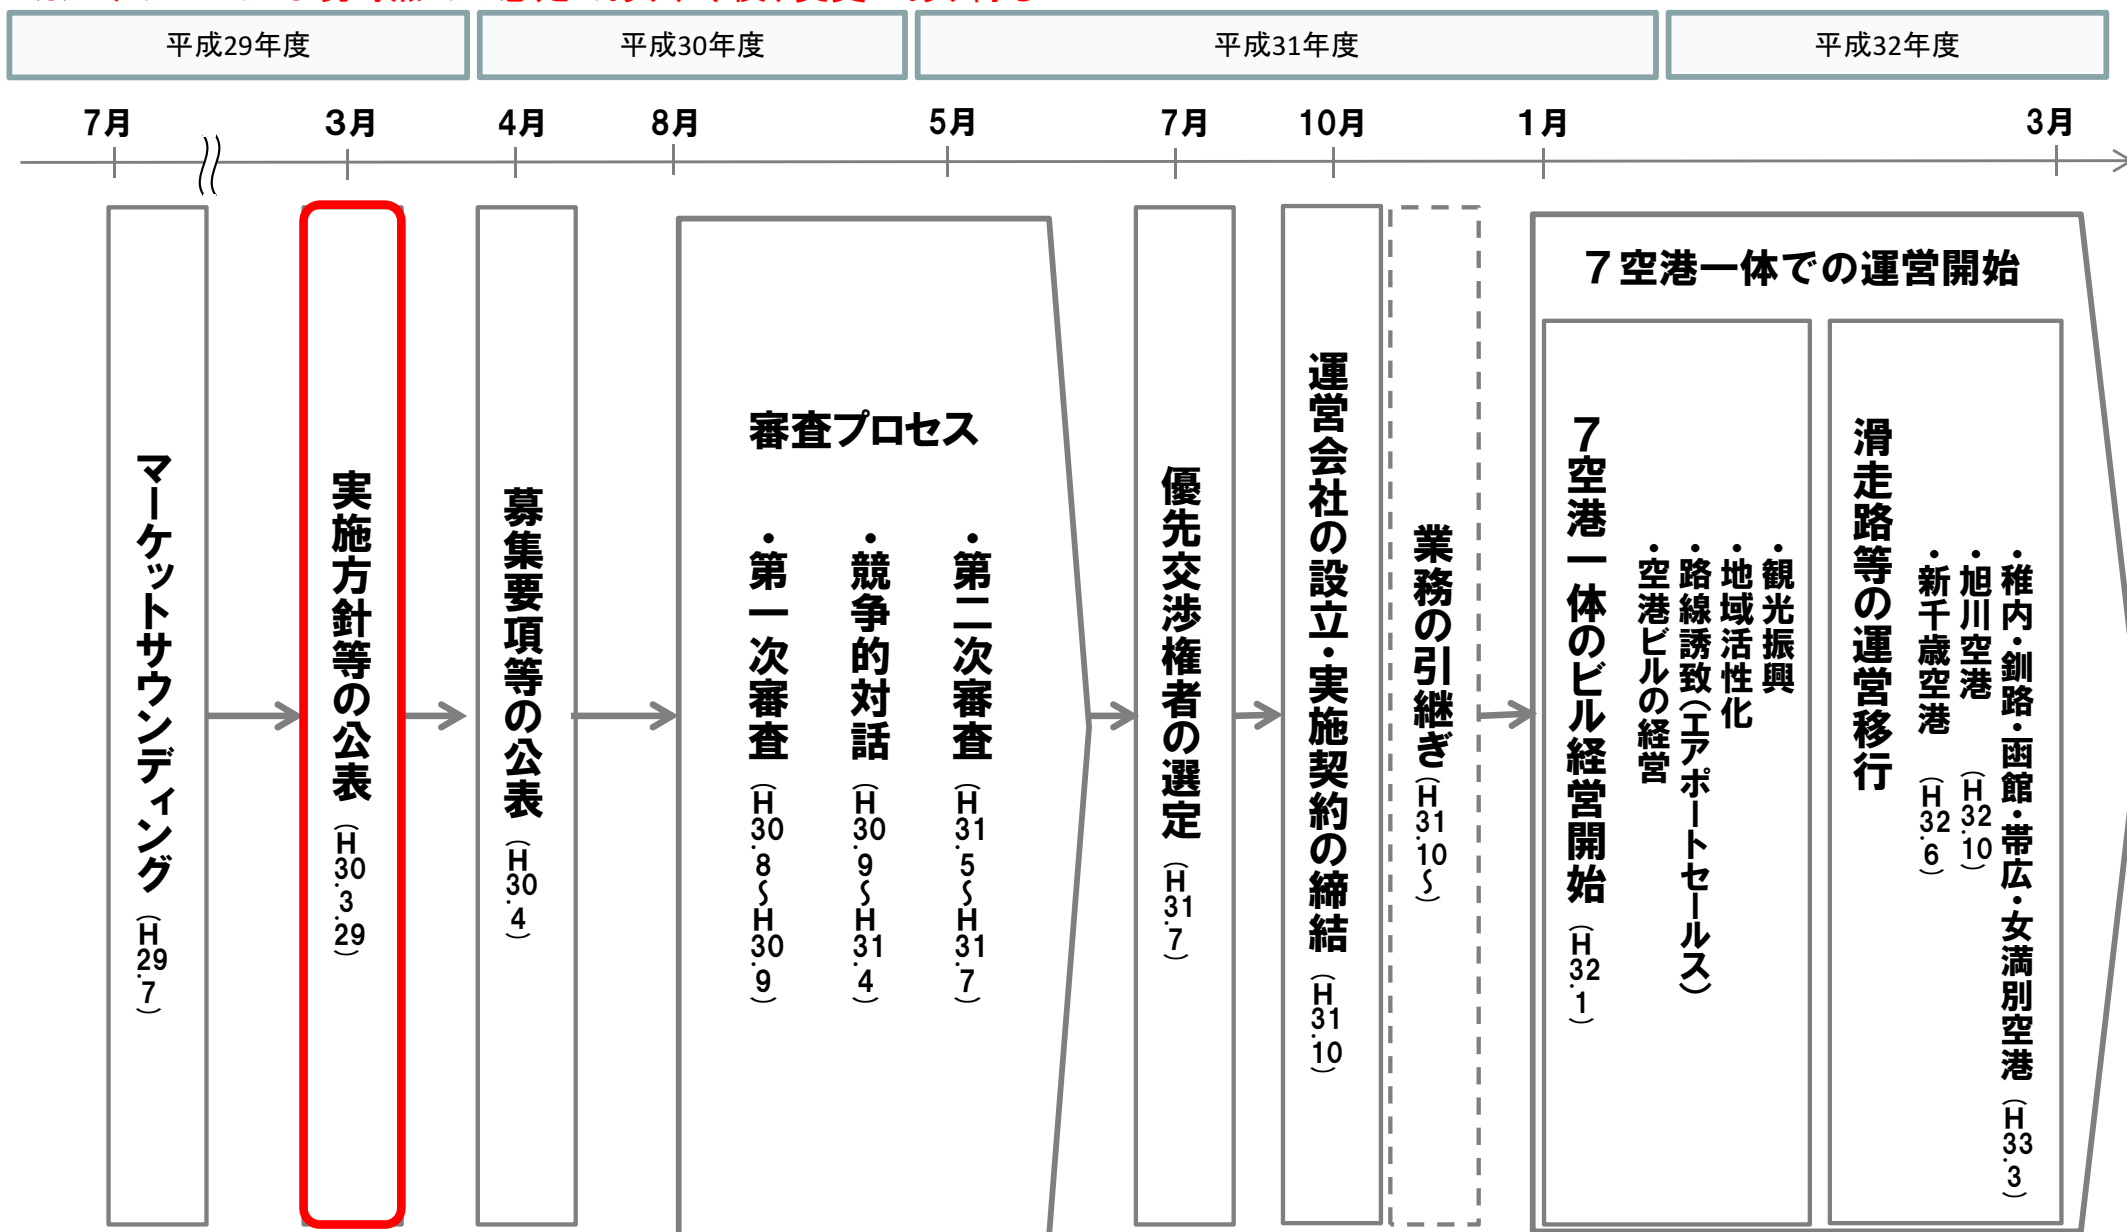 平成29年度
平成30年度
平成31年度
平成32年度
7月
3月
4月
8月
5月
7月
10月
1月
3月
マーケットサウンディング（H29.7）
実施方針等の公表（H30.3.29）
募集要項等の公表（H30.4）
審査プロセス
・第一次審査（H30.8～H30.9）
・競争的対話（H30.9～H31.4）
・第二次審査（H31.5～H31.7）
優先交渉権者の選定（H31.7）
運営会社の設立・実施契約の締結（H31.10）
業務の引継ぎ（H31.10～）
７空港一体での運営開始
７空港一体のビル経営開始（H32.1）
・空港ビルの経営
・路線誘致（エアポートセールス）
・地域活性化
・観光振興
滑走路等の運営移行
・新千歳空港（H32.6）
・旭川空港（H32.10）
・稚内・釧路・函館・帯広・女満別空港（H33.3）